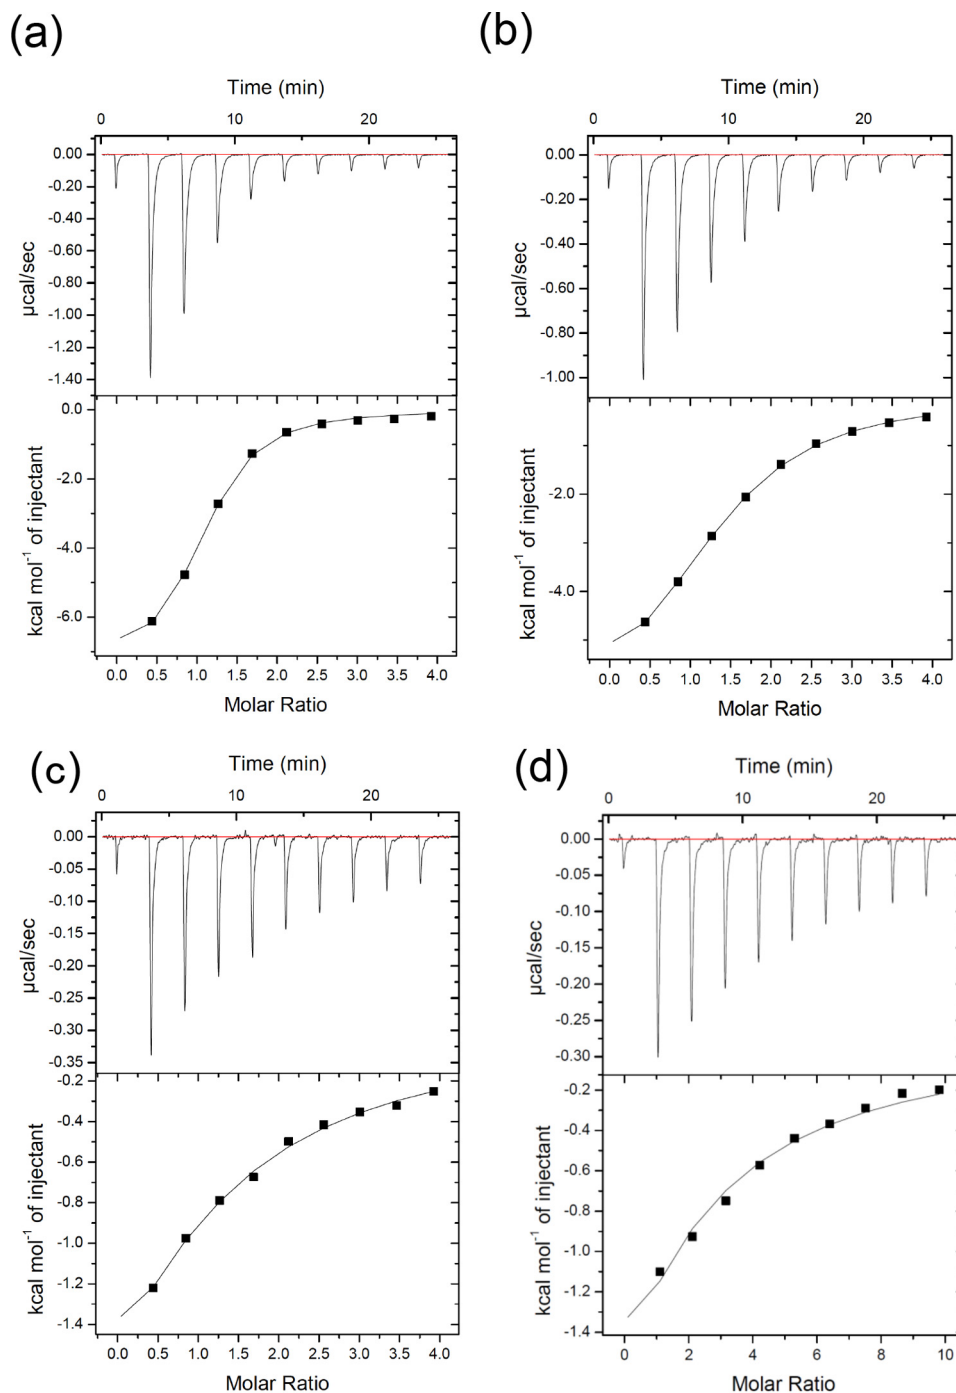 (a)
Time (min)
0 10 20
0.00
-0.20
-0.40
-0.60
-0.80
-1.00
-1.20
-1.40
µcal/sec
0.0
-2.0
-4.0
-6.0
kcal mol⁻¹ of injectant
0.0 0.5 1.0 1.5 2.0 2.5 3.0 3.5 4.0
Molar Ratio
(b)
Time (min)
0 10 20
0.00
-0.20
-0.40
-0.60
-0.80
-1.00
µcal/sec
-2.0
-4.0
kcal mol⁻¹ of injectant
0.0 0.5 1.0 1.5 2.0 2.5 3.0 3.5 4.0
Molar Ratio
(c)
Time (min)
0 10 20
0.00
-0.05
-0.10
-0.15
-0.20
-0.25
-0.30
-0.35
µcal/sec
-0.2
-0.4
-0.6
-0.8
-1.0
-1.2
-1.4
kcal mol⁻¹ of injectant
0.0 0.5 1.0 1.5 2.0 2.5 3.0 3.5 4.0
Molar Ratio
(d)
Time (min)
0 10 20
0.00
-0.05
-0.10
-0.15
-0.20
-0.25
-0.30
µcal/sec
-0.2
-0.4
-0.6
-0.8
-1.0
-1.2
-1.4
kcal mol⁻¹ of injectant
0 2 4 6 8 10
Molar Ratio